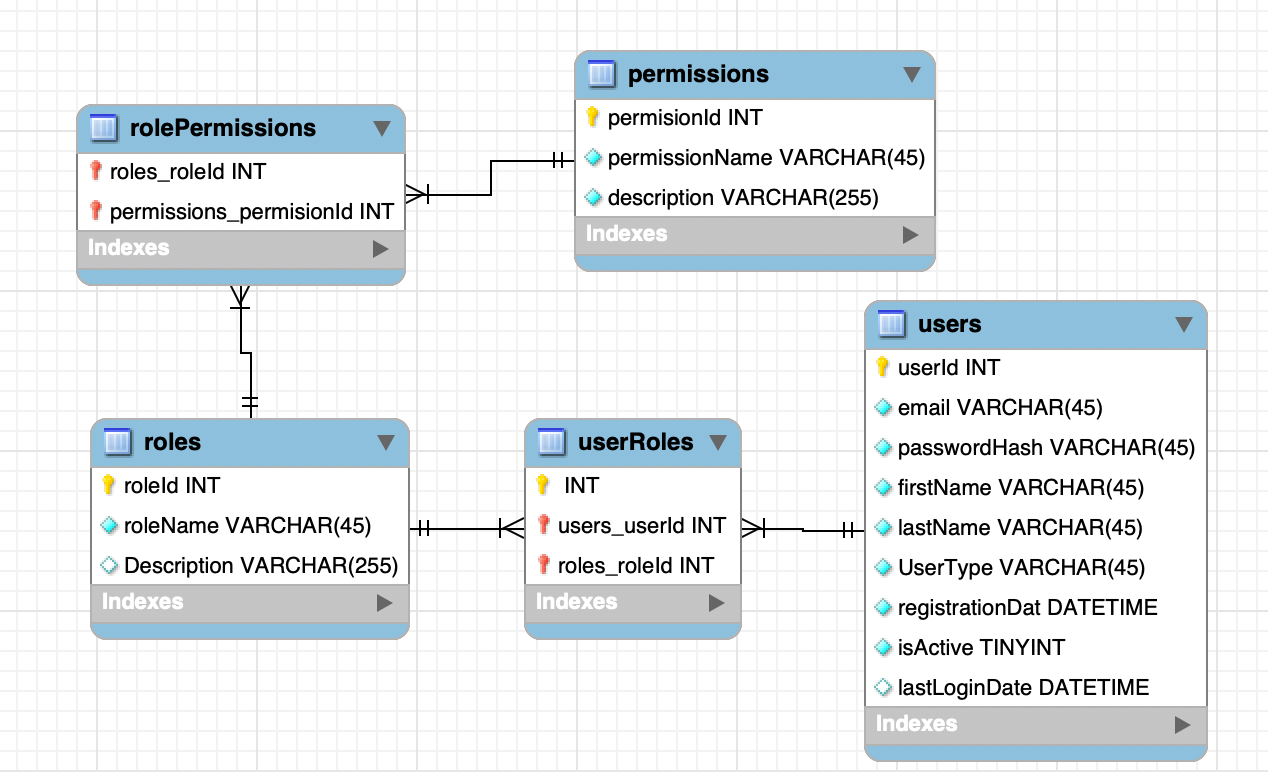 permissions
permisionId INT
permissionName VARCHAR(45)
description VARCHAR(255)
Indexes
rolePermissions
roles_roleId INT
permissions_permisionId INT
Indexes
users
userId INT
email VARCHAR(45)
passwordHash VARCHAR(45)
firstName VARCHAR(45)
lastName VARCHAR(45)
UserType VARCHAR(45)
registrationDat DATETIME
isActive TINYINT
lastLoginDate DATETIME
Indexes
roles
roleId INT
roleName VARCHAR(45)
Description VARCHAR(255)
Indexes
userRoles
INT
users_userId INT
roles_roleId INT
Indexes